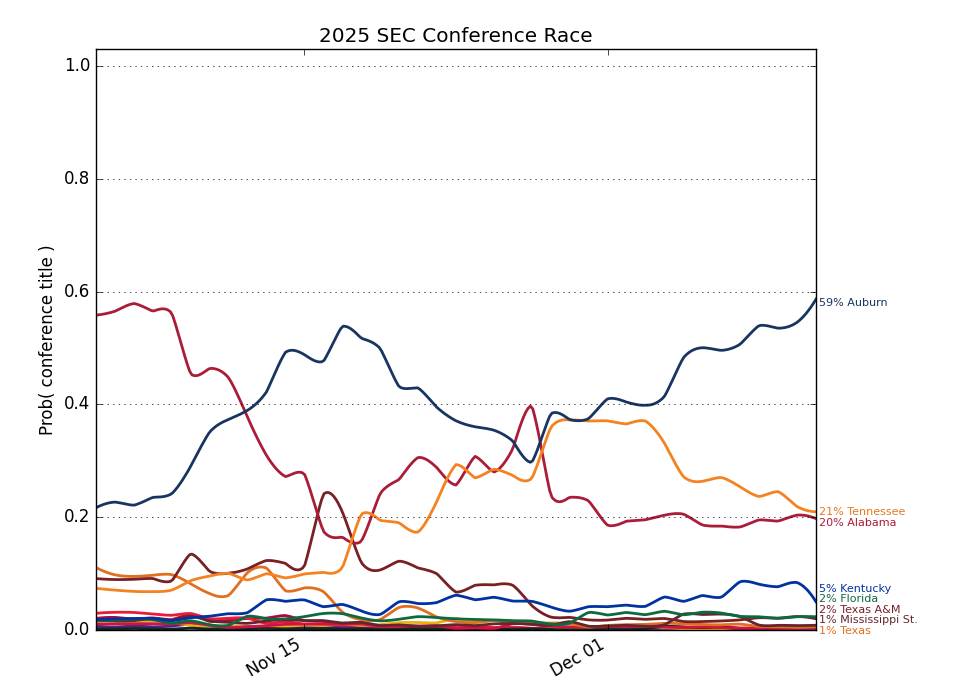 2025 SEC Conference Race
Prob( conference title )
1.0
0.8
0.6
0.4
0.2
0.0
Nov 15
Dec 01
59% Auburn
21% Tennessee
20% Alabama
5% Kentucky
2% Florida
2% Texas A&M
1% Mississippi St.
1% Texas